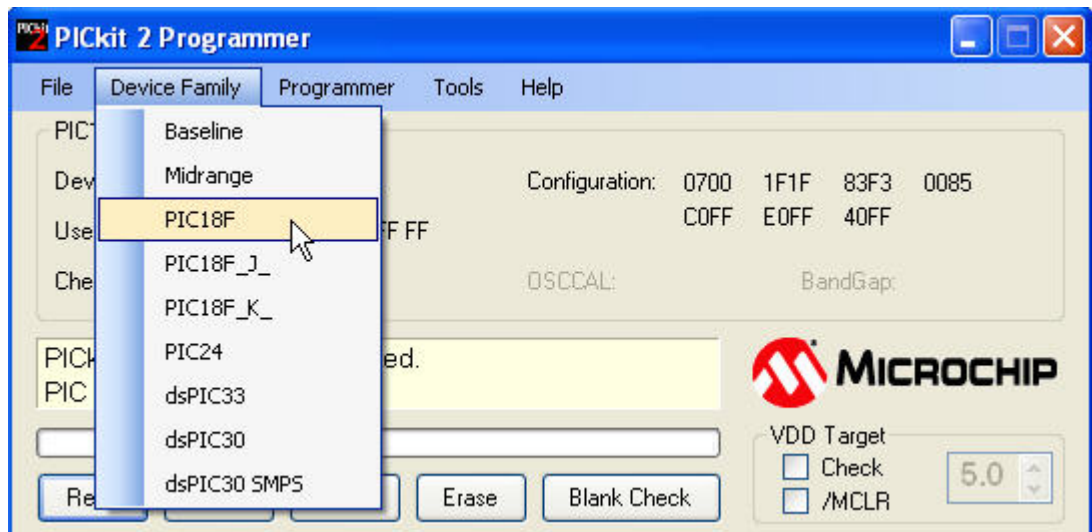 PICkit 2 Programmer
File Device Family Programmer Tools Help
Baseline
Midrange
PIC18F
PIC18F_J_
PIC18F_K_
PIC24
dsPIC33
dsPIC30
dsPIC30 SMPS
Configuration: 0700 1F1F 83F3 0085
C0FF E0FF 40FF
FF
OSCCAL: BandGap:
ed.
PIC
MICROCHIP
VDD Target
Check
/MCLR
5.0
Erase Blank Check